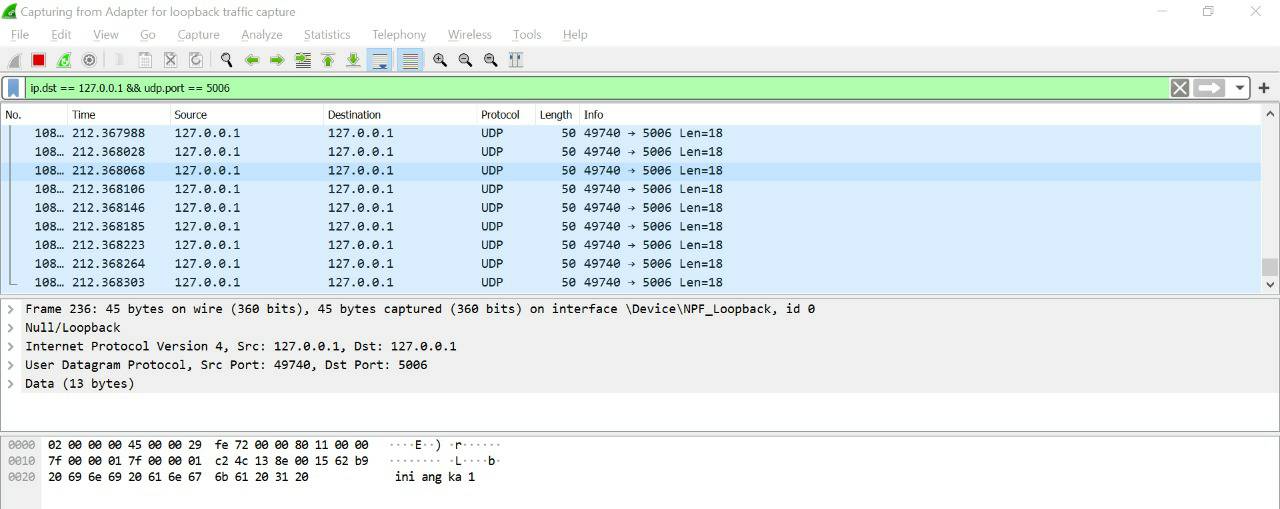 Capturing from Adapter for loopback traffic capture
File Edit View Go Capture Analyze Statistics Telephony Wireless Tools Help
ip.dst == 127.0.0.1 && udp.port == 5006
No. Time Source Destination Protocol Length Info
108… 212.367988 127.0.0.1 127.0.0.1 UDP 50 49740 → 5006 Len=18
108… 212.368028 127.0.0.1 127.0.0.1 UDP 50 49740 → 5006 Len=18
108… 212.368068 127.0.0.1 127.0.0.1 UDP 50 49740 → 5006 Len=18
108… 212.368106 127.0.0.1 127.0.0.1 UDP 50 49740 → 5006 Len=18
108… 212.368146 127.0.0.1 127.0.0.1 UDP 50 49740 → 5006 Len=18
108… 212.368185 127.0.0.1 127.0.0.1 UDP 50 49740 → 5006 Len=18
108… 212.368223 127.0.0.1 127.0.0.1 UDP 50 49740 → 5006 Len=18
108… 212.368264 127.0.0.1 127.0.0.1 UDP 50 49740 → 5006 Len=18
108… 212.368303 127.0.0.1 127.0.0.1 UDP 50 49740 → 5006 Len=18
Frame 236: 45 bytes on wire (360 bits), 45 bytes captured (360 bits) on interface \Device\NPF_Loopback, id 0
Null/Loopback
Internet Protocol Version 4, Src: 127.0.0.1, Dst: 127.0.0.1
User Datagram Protocol, Src Port: 49740, Dst Port: 5006
Data (13 bytes)
0000 02 00 00 00 45 00 00 29 fe 72 00 00 80 11 00 00 ····E··) ·r······
0010 7f 00 00 01 7f 00 00 01 c2 4c 13 8e 00 15 62 b9 ········ ·L····b·
0020 20 69 6e 69 20 61 6e 67 6b 61 20 31 20 ini ang ka 1